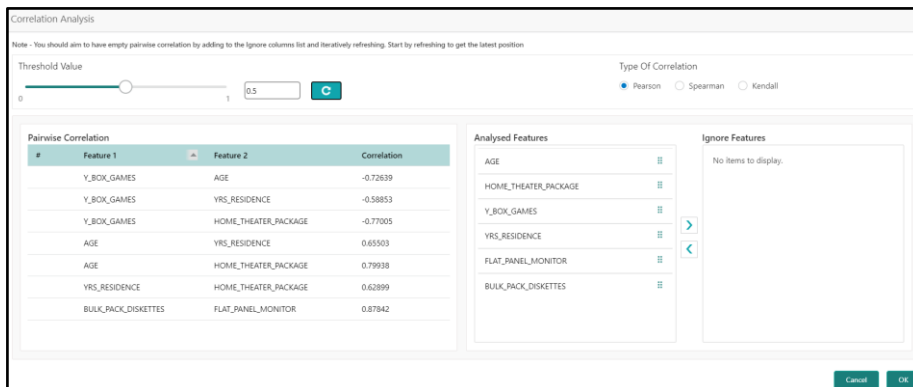 Correlation Analysis
Note - You should aim to have empty pairwise correlation by adding to the Ignore columns list and iteratively refreshing. Start by refreshing to get the latest position
Threshold Value
Type Of Correlation
0 1 0.5
Pearson Spearman Kendall
Pairwise Correlation
# Feature 1 Feature 2 Correlation
Y_BOX_GAMES AGE -0.72639
Y_BOX_GAMES YRS_RESIDENCE -0.58853
Y_BOX_GAMES HOME_THEATER_PACKAGE -0.77005
AGE YRS_RESIDENCE 0.65503
AGE HOME_THEATER_PACKAGE 0.79938
YRS_RESIDENCE HOME_THEATER_PACKAGE 0.62899
BULK_PACK_DISKETTES FLAT_PANEL_MONITOR 0.87842
Analysed Features
AGE
HOME_THEATER_PACKAGE
Y_BOX_GAMES
YRS_RESIDENCE
FLAT_PANEL_MONITOR
BULK_PACK_DISKETTES
Ignore Features
No items to display.
Cancel OK